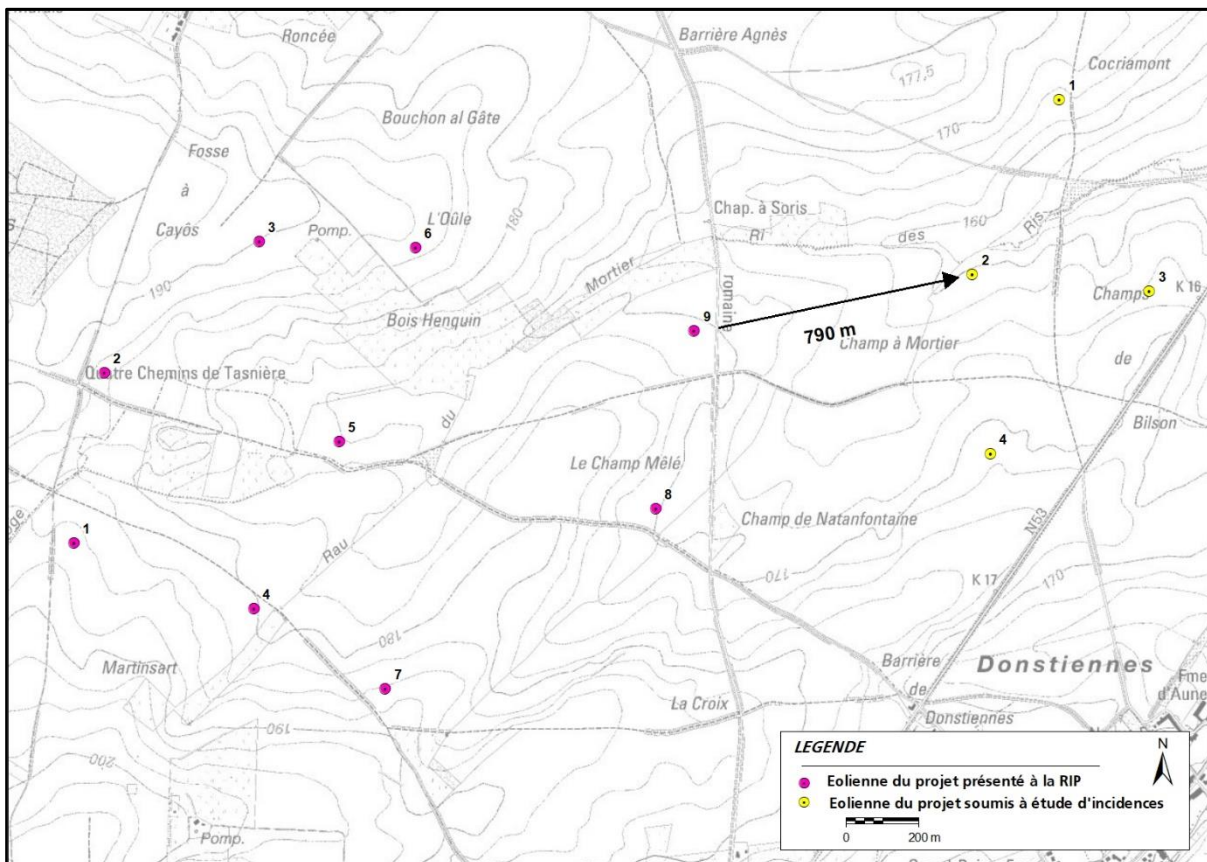 Roncée
Barrière Agnès
Cocriamont
177,5
1
170
Bouchon al Gâte
Fosse
à
Cayôs
3
Pomp.
L'Oûle
6
180
Chap. à Soris
Ri
des
Ris
160
2
3
Champs
K 16
de
Bilson
190
Mortier
du
Bois Henquin
romaine
9
790 m
Champ à Mortier
2
Quatre Chemins de Tasnière
5
4
Le Champ Mêlé
8
Champ de Natanfontaine
N53
1
Rau
170
K 17
170
4
180
Martinsart
7
Barrière
de
Donstiennes
Donstiennes
Fme
d'Aune
La Croix
190
200
Pomp.
LEGENDE
N
Eolienne du projet présenté à la RIP
Eolienne du projet soumis à étude d'incidences
0 200 m